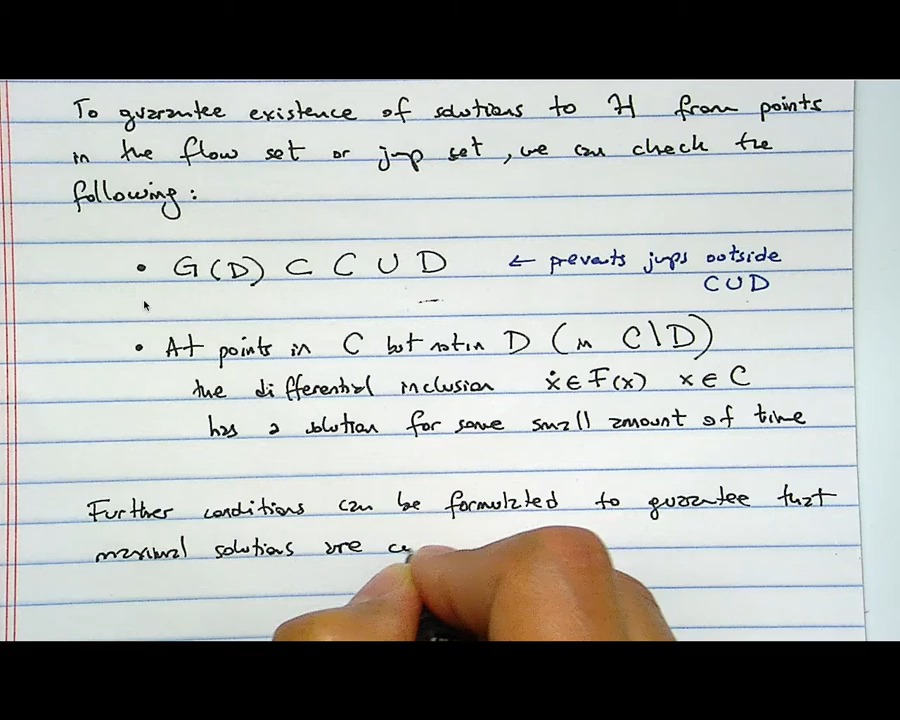 To guarantee existence of solutions to H from points
in the flow set or jump set, we can check the
following:
• G(D) ⊂ C ∪ D ← prevents jumps outside
C ∪ D
• At points in C but not in D (in C\D)
the differential inclusion ẋ ∈ F(x) x ∈ C
has a solution for some small amount of time
Further conditions can be formulated to guarantee that
maximal solutions are